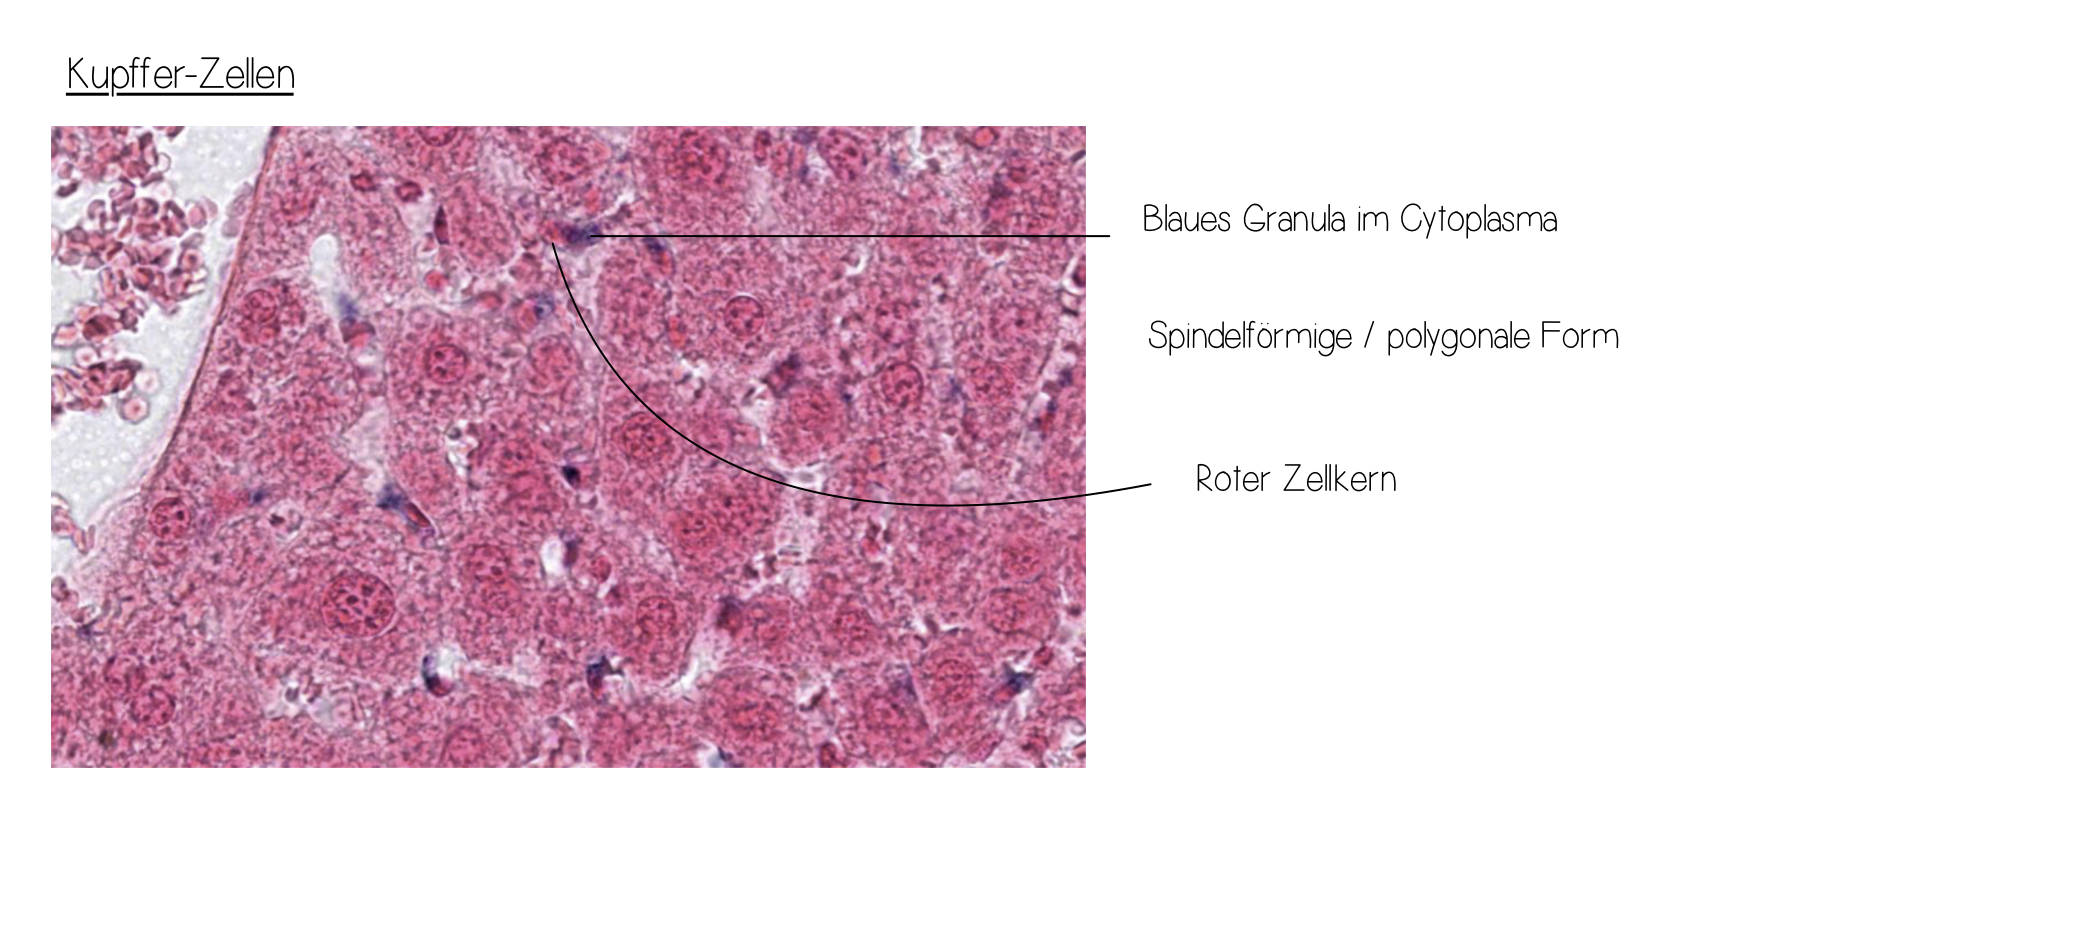 Kupffer-Zellen
Blaues Granula im Cytoplasma
Spindelförmige / polygonale Form
Roter Zellkern